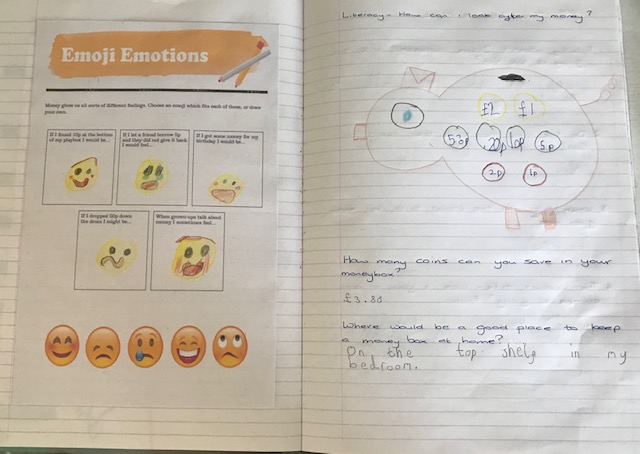 Emoji Emotions
Money gives us all sorts of different feelings. Choose an emoji which fits each of these, or draw
your own.
If I found 10p at the bottom
of my playbox I would be...
If I let a friend borrow 5p
and they did not give it back
I would feel...
If I got some money for my
birthday I would be...
If I dropped 50p down
the drain I might be...
When grown-ups talk about
money I sometimes feel...
Literacy - How can i look after my money?
£2 £1
50p 20p 10p 5p
2p 1p
How many coins can you save in your
moneybox?
£3.88
Where would be a good place to keep
a money box at home?
On the top shelf in my
bedroom.